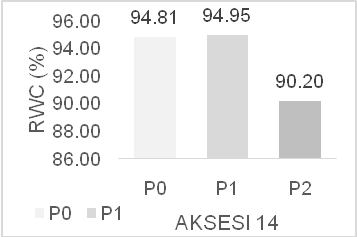 RWC (%)
96.00
94.00
92.00
90.00
88.00
86.00
94.81
94.95
90.20
P0
P1
P2
P0
P1
AKSESI 14